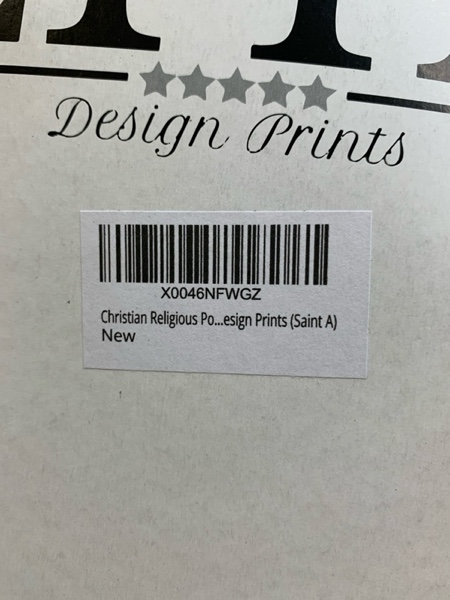 Design Prints
X0046NFWGZ
Christian Religious Po...esign Prints (Saint A)
New